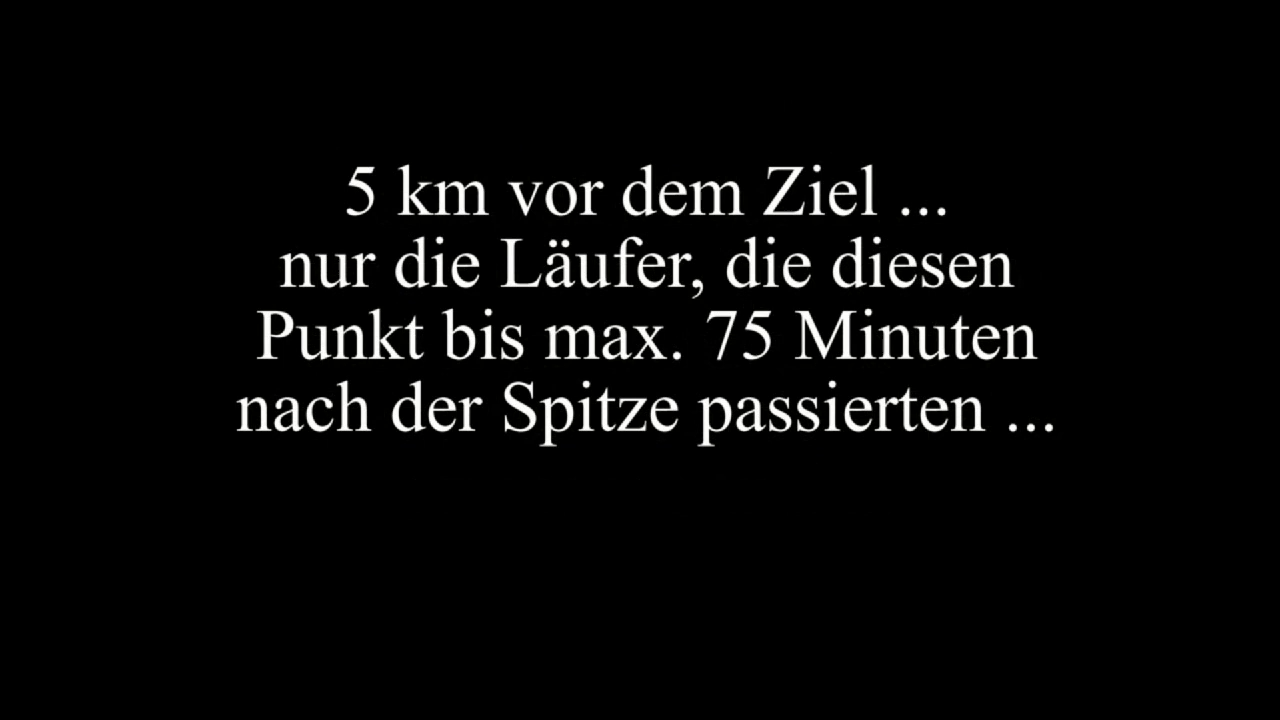 5 km vor dem Ziel ...
nur die Läufer, die diesen
Punkt bis max. 75 Minuten
nach der Spitze passierten ...